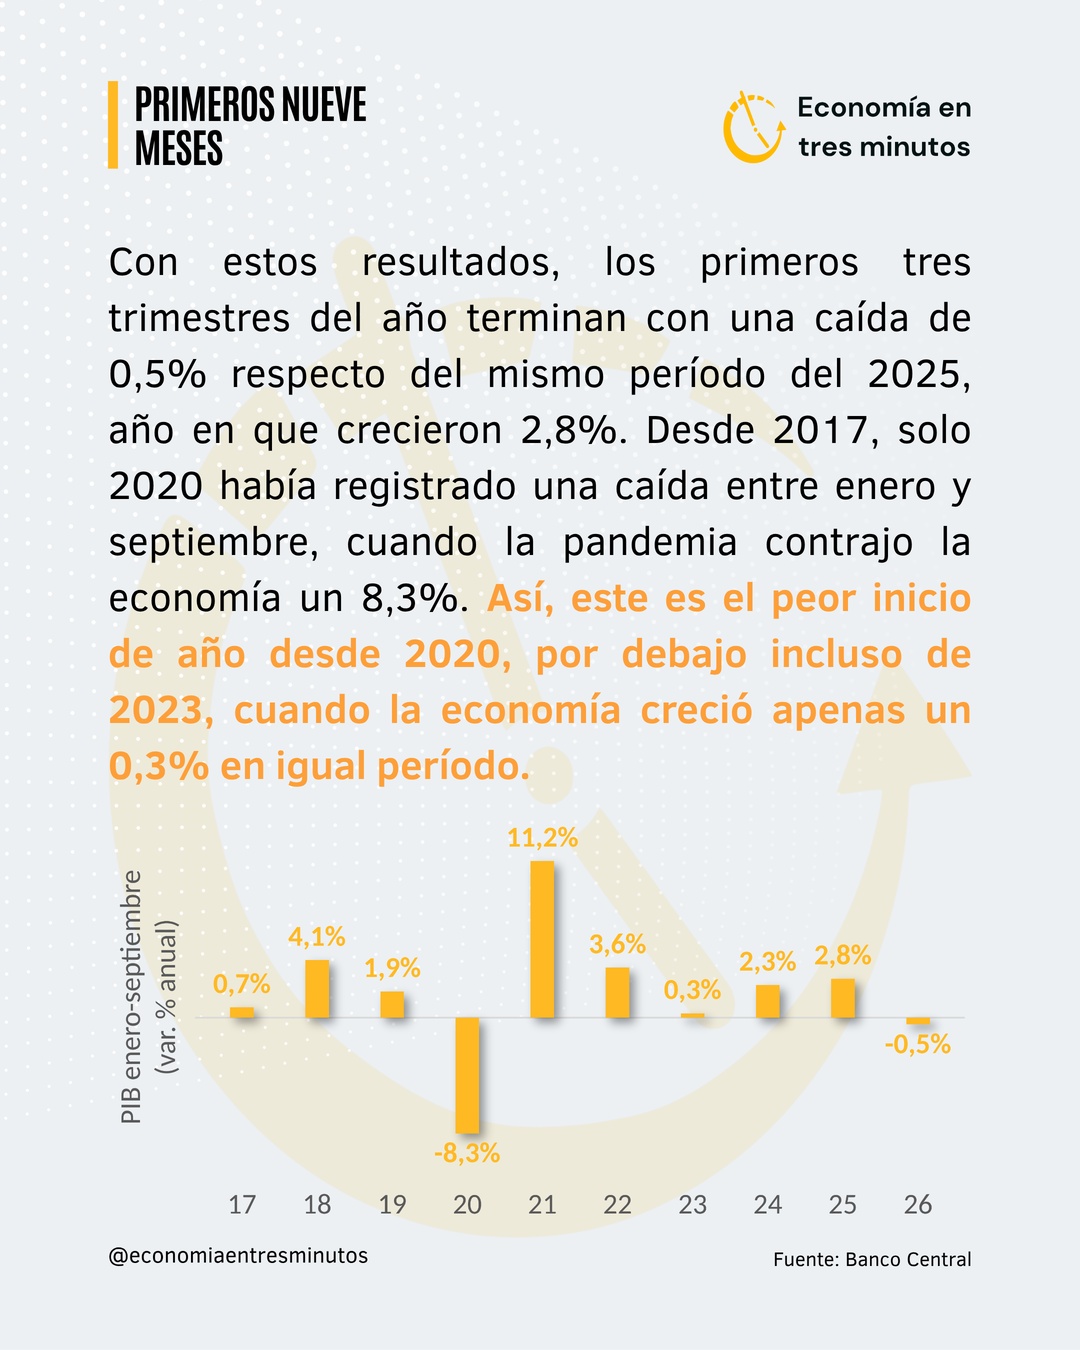 PRIMEROS NUEVE
MESES
Economía en
tres minutos
Con estos resultados, los primeros tres
trimestres del año terminan con una caída de
0,5% respecto del mismo período del 2025,
año en que crecieron 2,8%. Desde 2017, solo
2020 había registrado una caída entre enero y
septiembre, cuando la pandemia contrajo la
economía un 8,3%. Así, este es el peor inicio
de año desde 2020, por debajo incluso de
2023, cuando la economía creció apenas un
0,3% en igual período.
PIB enero-septiembre
(var. % anual)
0,7%
4,1%
1,9%
-8,3%
11,2%
3,6%
0,3%
2,3%
2,8%
-0,5%
17 18 19 20 21 22 23 24 25 26
@economiaentresminutos
Fuente: Banco Central